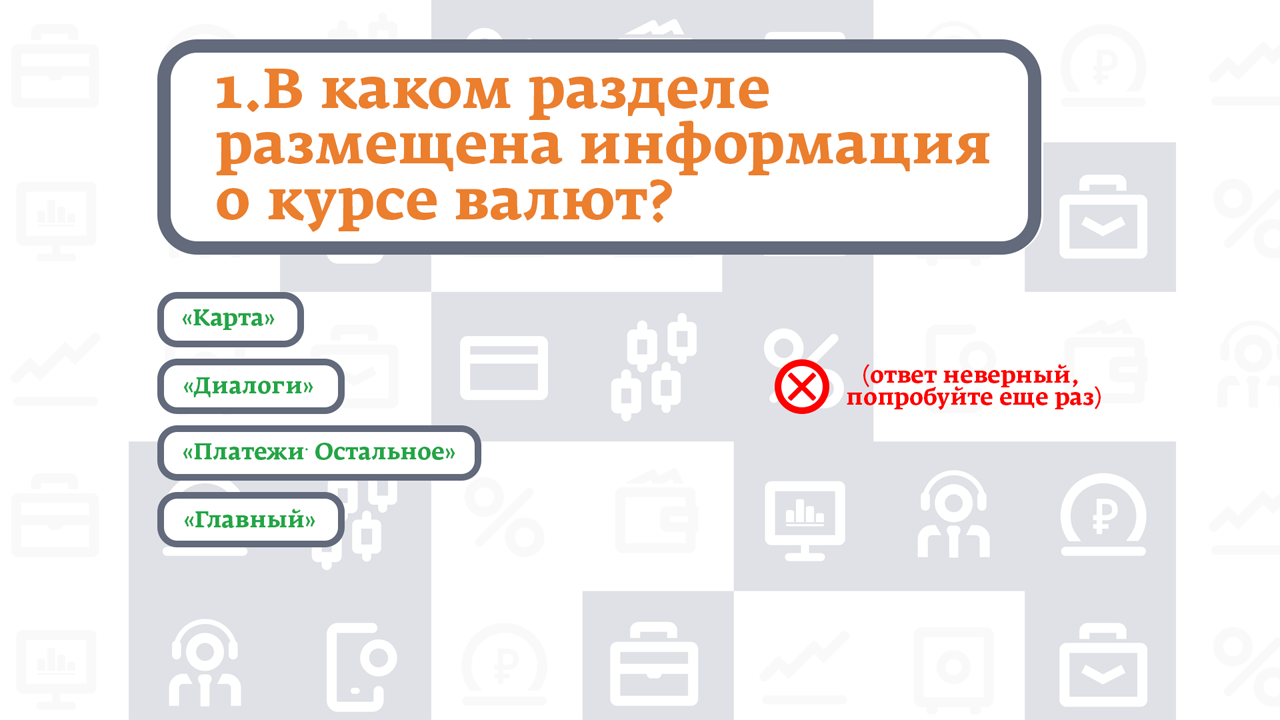 1.В каком разделе
размещена информация
о курсе валют?
«Карта»
«Диалоги»
(ответ неверный,
попробуйте еще раз)
«Платежи· Остальное»
«Главный»